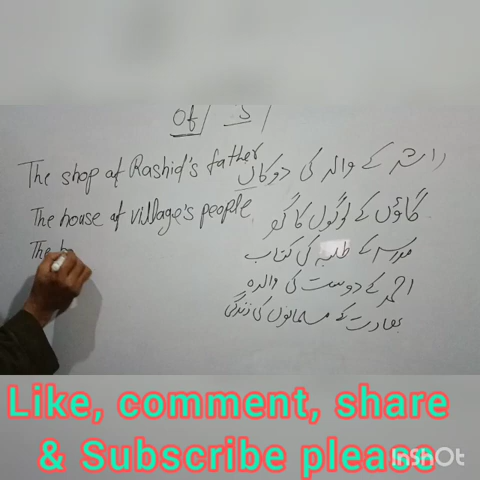 Of / 's /
The shop of Rashid's father
راشد کے والد کی دوکان
The house of village's people
گاؤں کے لوگوں کا گھر
The b
مدرسہ کے طلبہ کی کتاب
احمد کے دوست کی والدہ
بھارت کے مسلمانوں کی زندگی
Like, comment, share
& Subscribe please
InShOt